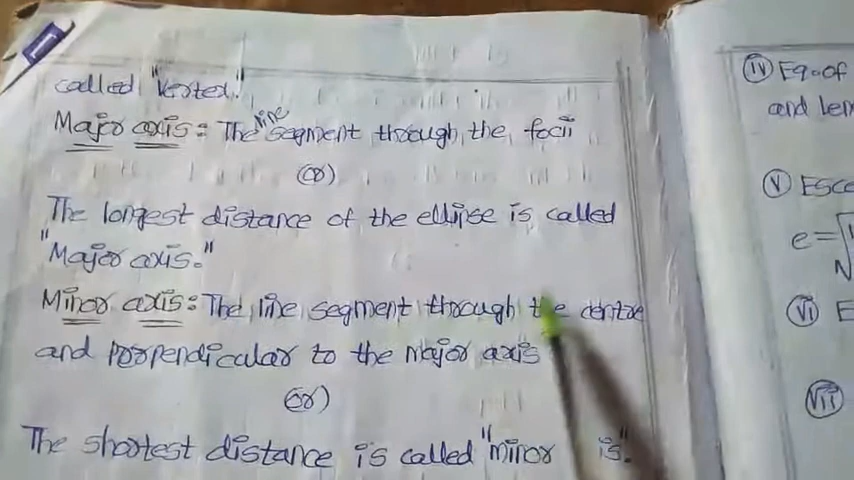 called "Vertex."
Major axis: The line segment through the focii
(or)
The longest distance of the ellipse is called
"Major axis."
Minor axis: The line segment through the centre
and perpendicular to the major axis
(or)
The shortest distance is called "minor is".
(iv) Eq. of
and len
(v) Esce
e = √
(vi) E
(vii)